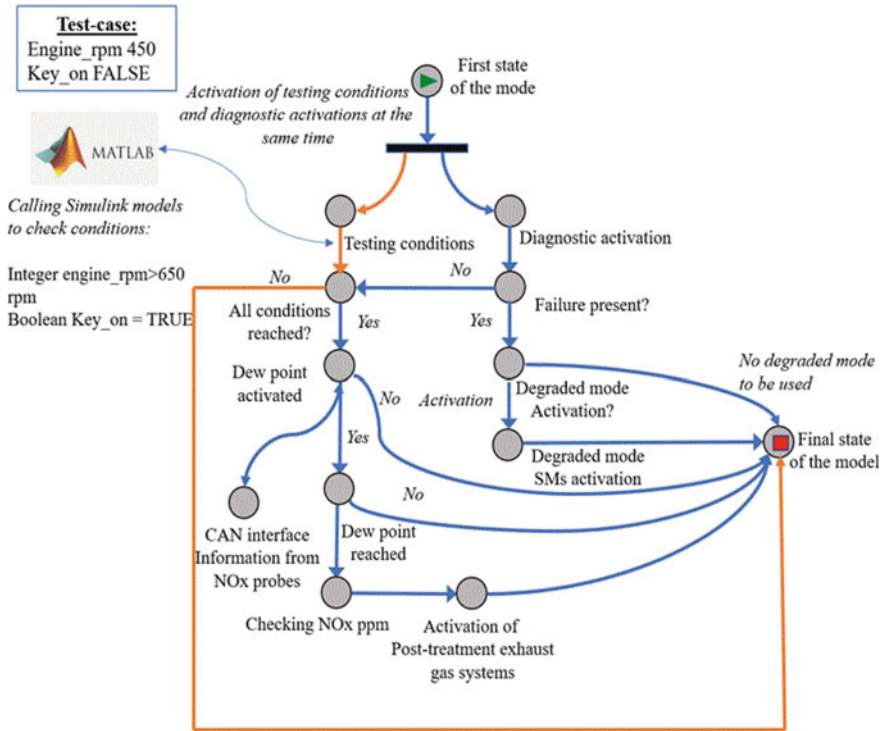 Test-case:
Engine_rpm 450
Key_on FALSE
First state
of the mode
Activation of testing conditions
and diagnostic activations at the
same time
MATLAB
Calling Simulink models
to check conditions:
Integer engine_rpm>650
rpm
Boolean Key_on = TRUE
Testing conditions
Diagnostic activation
No
No
All conditions
reached?
Yes
Failure present?
Yes
Dew point
activated
No
Activation
Degraded mode
Activation?
No degraded mode
to be used
Yes
Degraded mode
SMs activation
Final state
of the model
CAN interface
Information from
NOx probes
No
Dew point
reached
Checking NOx ppm
Activation of
Post-treatment exhaust
gas systems